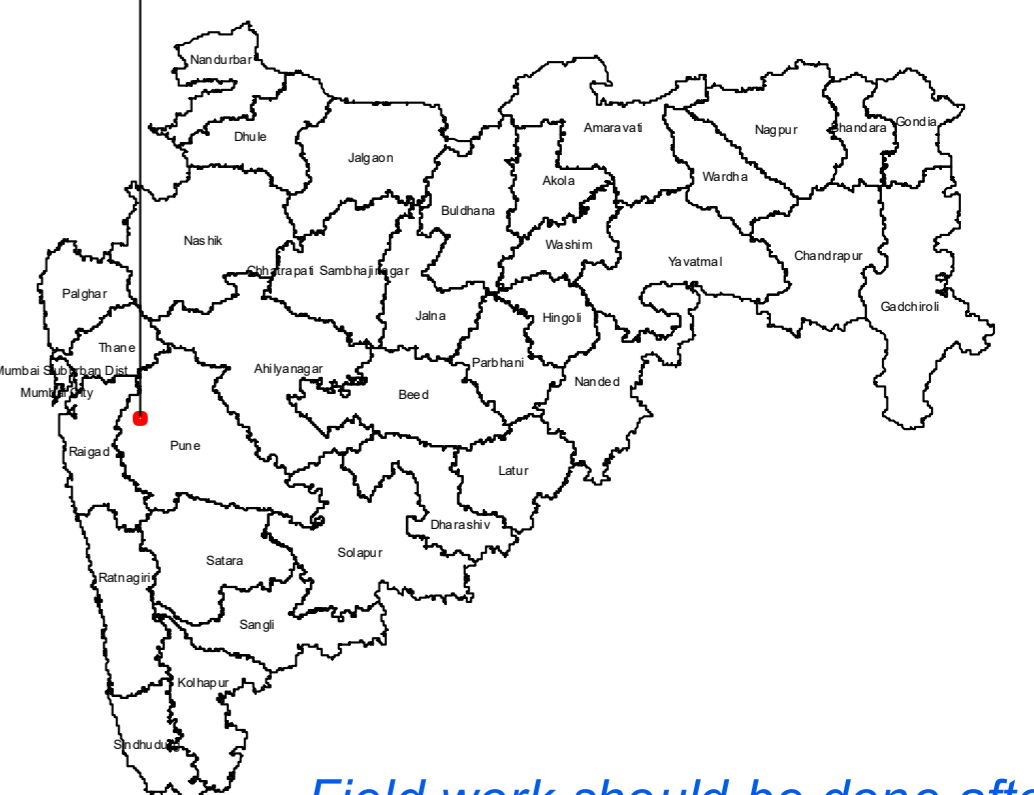 Nandurbar
Dhule
Jalgaon
Amaravati
Nagpur
Bhandara
Gondia
Akola
Wardha
Buldhana
Nashik
Washim
Chhatrapati Sambhajinagar
Yavatmal
Chandrapur
Palghar
Gadchiroli
Jalna
Hingoli
Thane
Parbhani
Mumbai Suburban Dist
Ahilyanagar
Nanded
Mumbai City
Beed
Raigad
Pune
Latur
Dharashiv
Solapur
Satara
Ratnagiri
Sangli
Kolhapur
Sindhudurg
Field work should be done afte